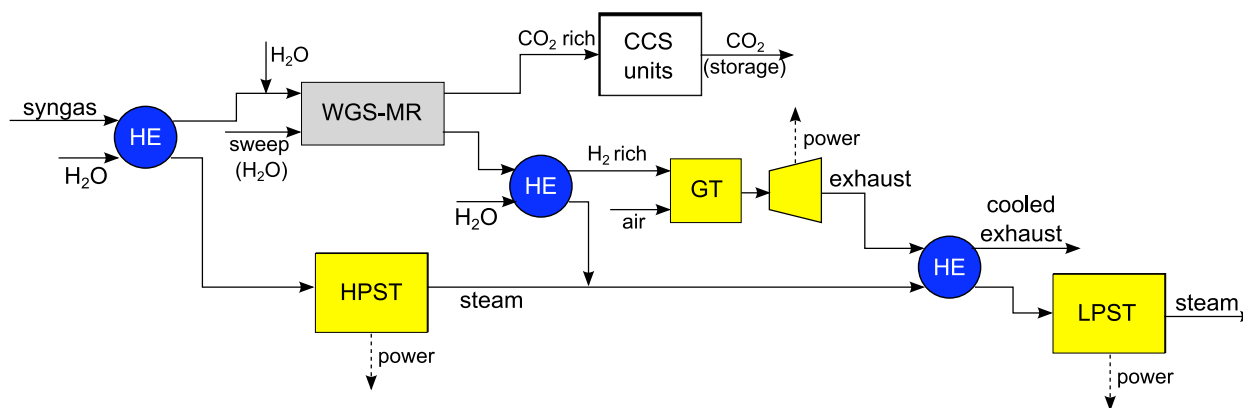 CO₂ rich
CCS
units
CO₂
(storage)
H₂O
syngas
HE
H₂O
WGS-MR
sweep
(H₂O)
power
HE
H₂ rich
H₂O
GT
air
exhaust
cooled
exhaust
HE
HPST
steam
power
LPST
steam
power